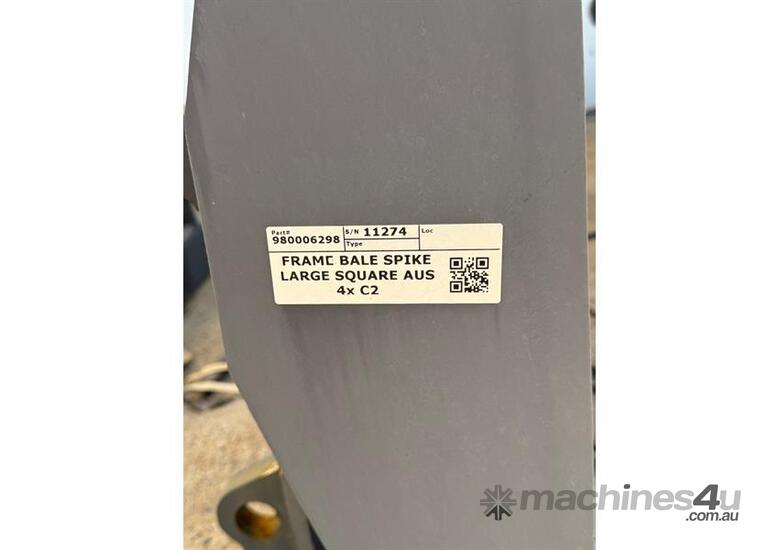 Part# S/N 11274 Loc
980006298 Type
FRAME BALE SPIKE
LARGE SQUARE AUS
4x C2
machines4u
.com.au